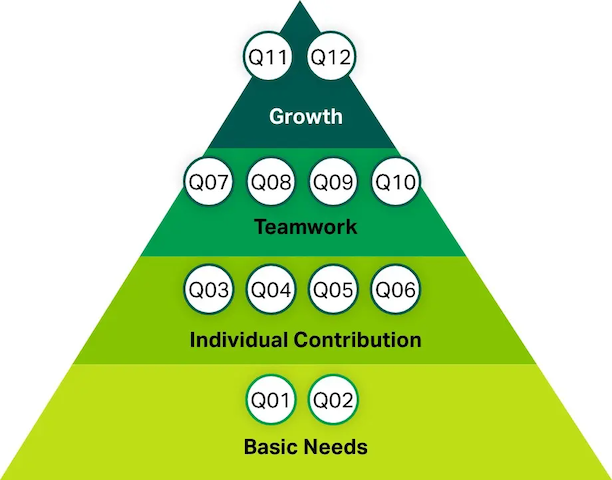 Q11 Q12
Growth
Q07 Q08 Q09 Q10
Teamwork
Q03 Q04 Q05 Q06
Individual Contribution
Q01 Q02
Basic Needs